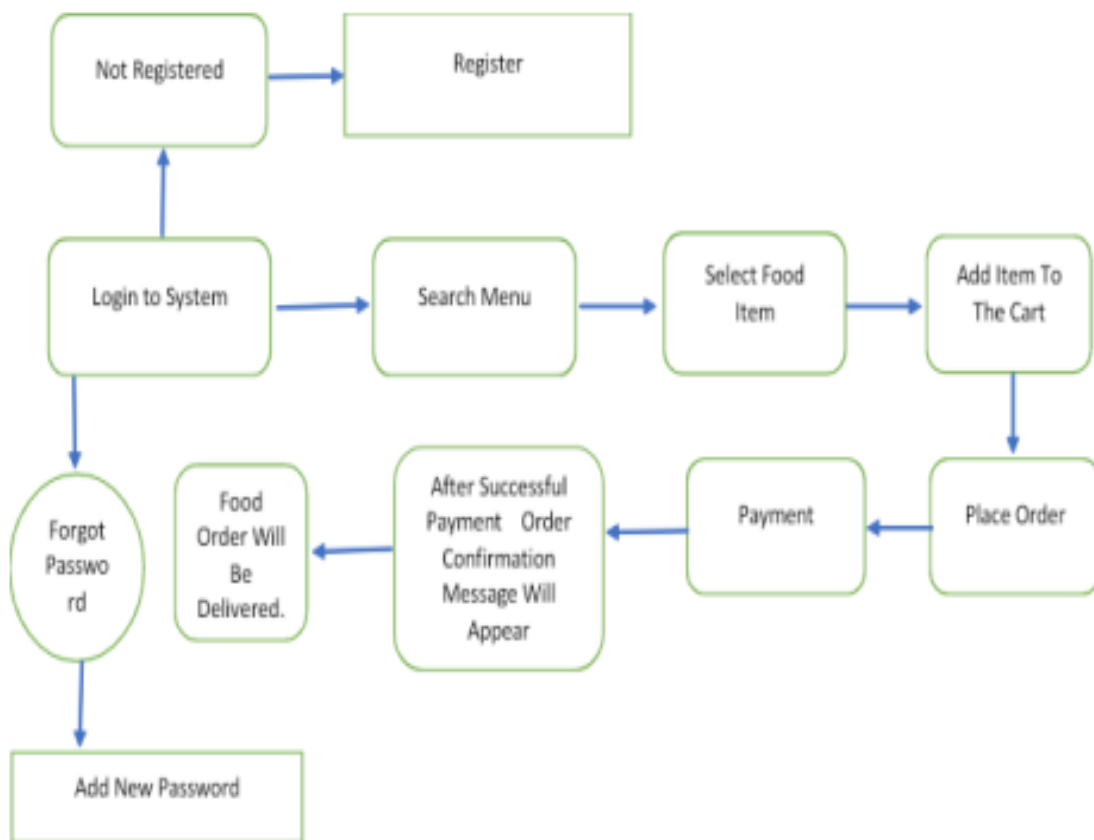 Not Registered
Register
Login to System
Search Menu
Select Food
Item
Add Item To
The Cart
Place Order
Payment
After Successful
Payment Order
Confirmation
Message Will
Appear
Food
Order Will
Be
Delivered.
Forgot
Passwo
rd
Add New Password